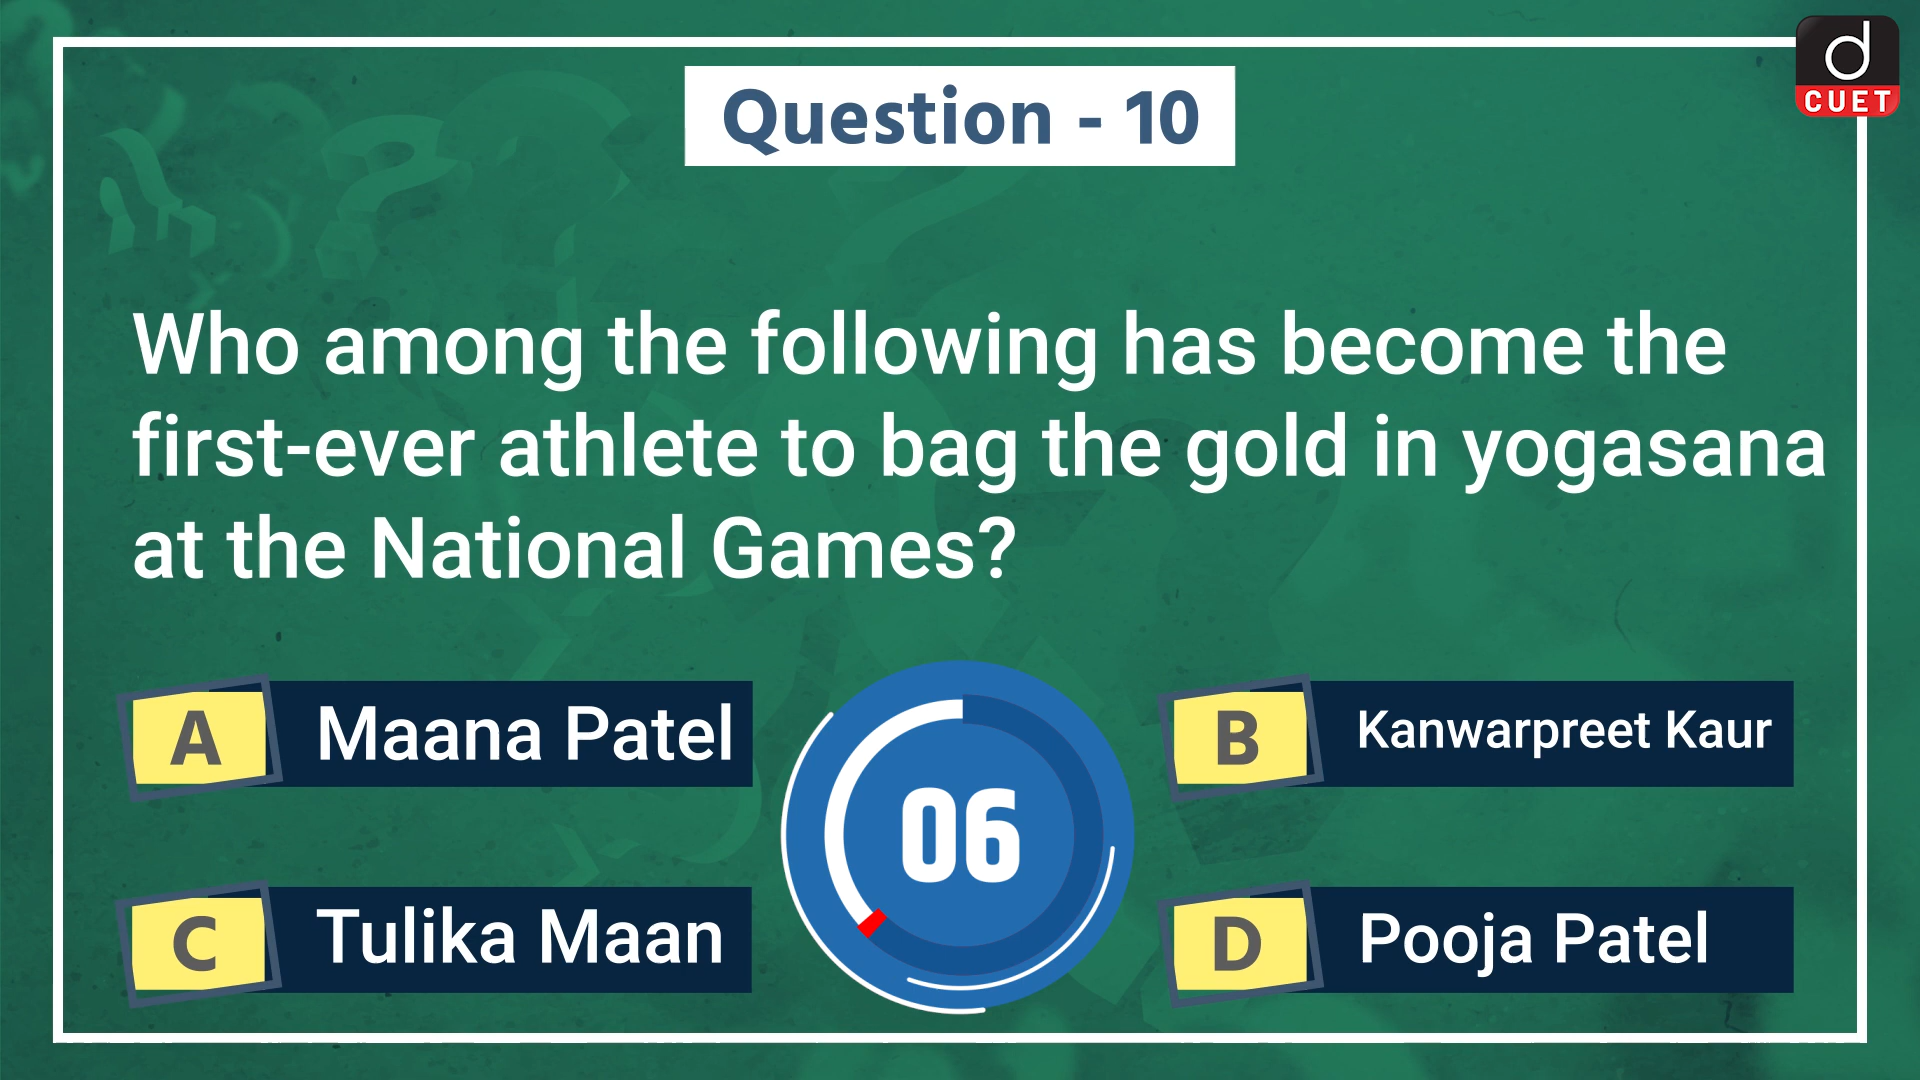 d
CUET
Question - 10
Who among the following has become the
first-ever athlete to bag the gold in yogasana
at the National Games?
A Maana Patel
B Kanwarpreet Kaur
06
C Tulika Maan
D Pooja Patel